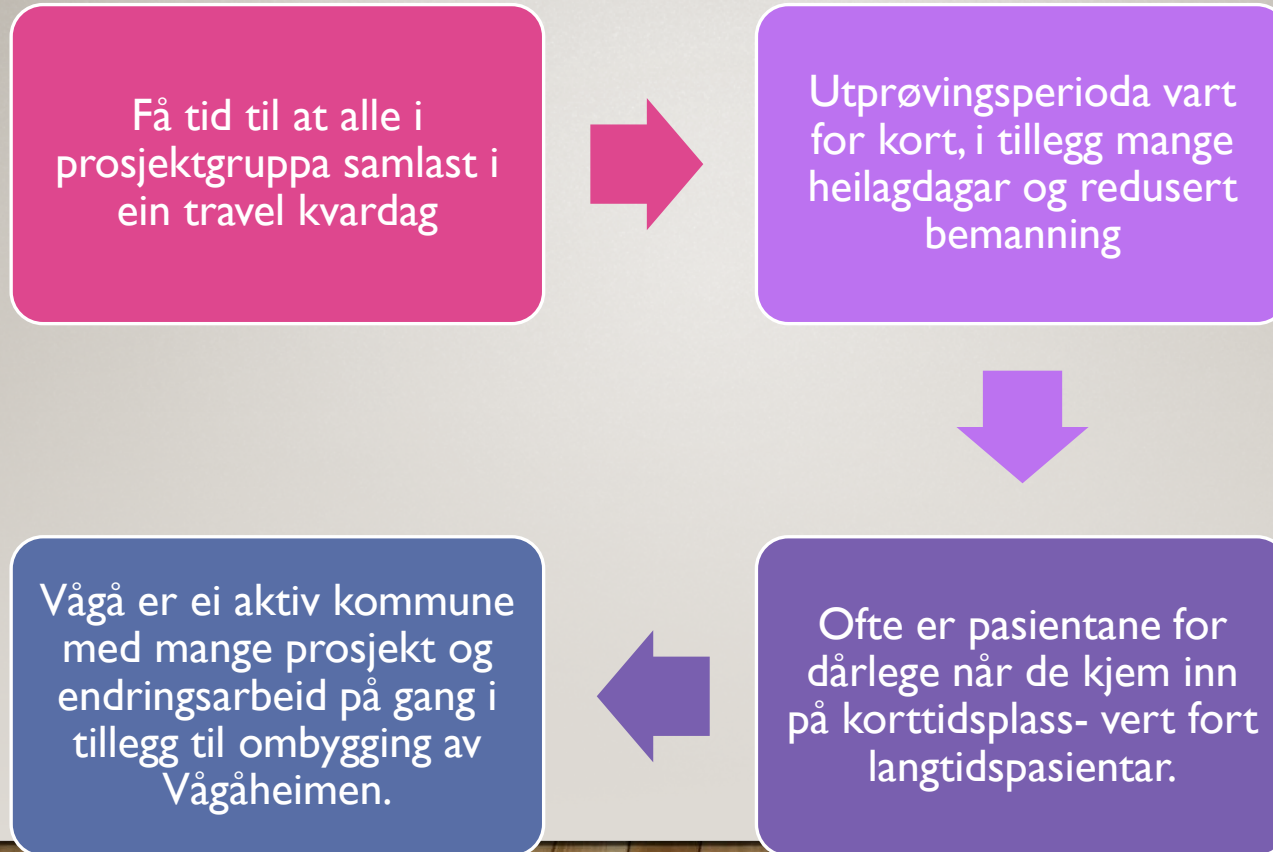 Få tid til at alle i
prosjektgruppa samlast i
ein travel kvardag
Utprøvingsperioda vart
for kort, i tillegg mange
heilagdagar og redusert
bemanning
Ofte er pasientane for
dårlege når de kjem inn
på korttidsplass- vert fort
langtidspasientar.
Vågå er ei aktiv kommune
med mange prosjekt og
endringsarbeid på gang i
tillegg til ombygging av
Vågåheimen.